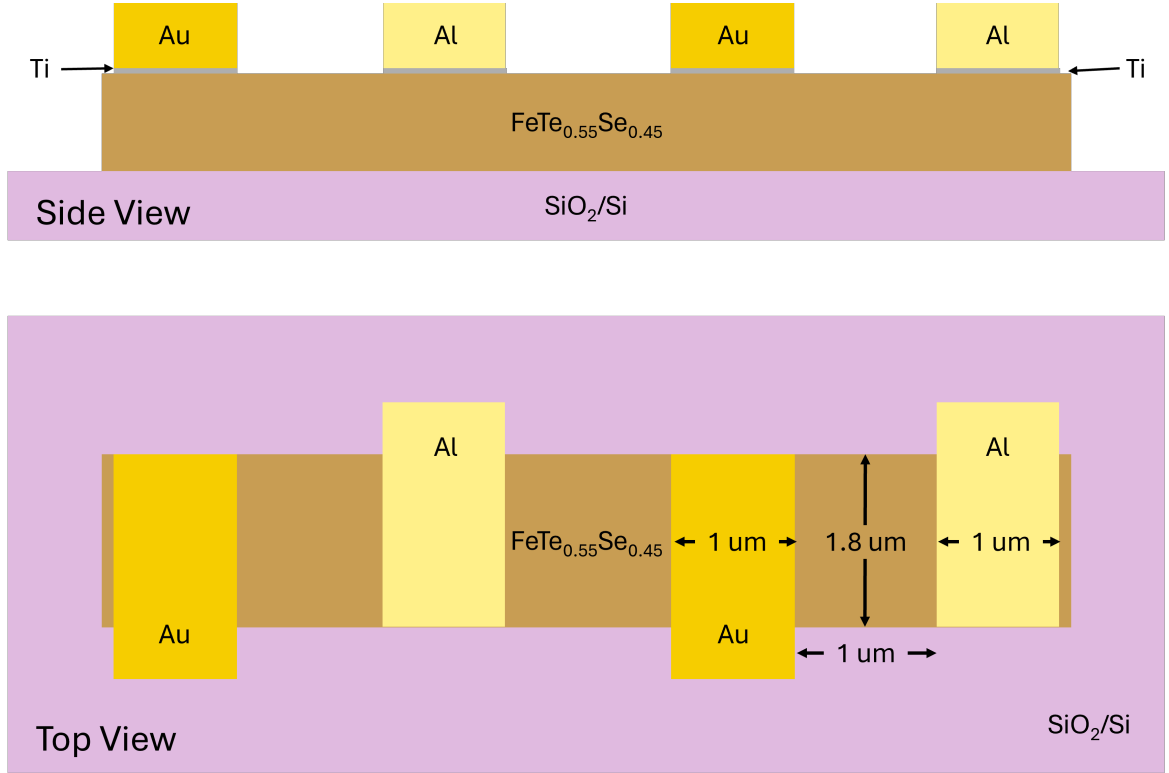 Au Al Au Al
Ti Ti
FeTe₀.₅₅Se₀.₄₅
Side View
SiO₂/Si
Al Al
FeTe₀.₅₅Se₀.₄₅ 1 um 1.8 um 1 um
Au Au
1 um
SiO₂/Si
Top View